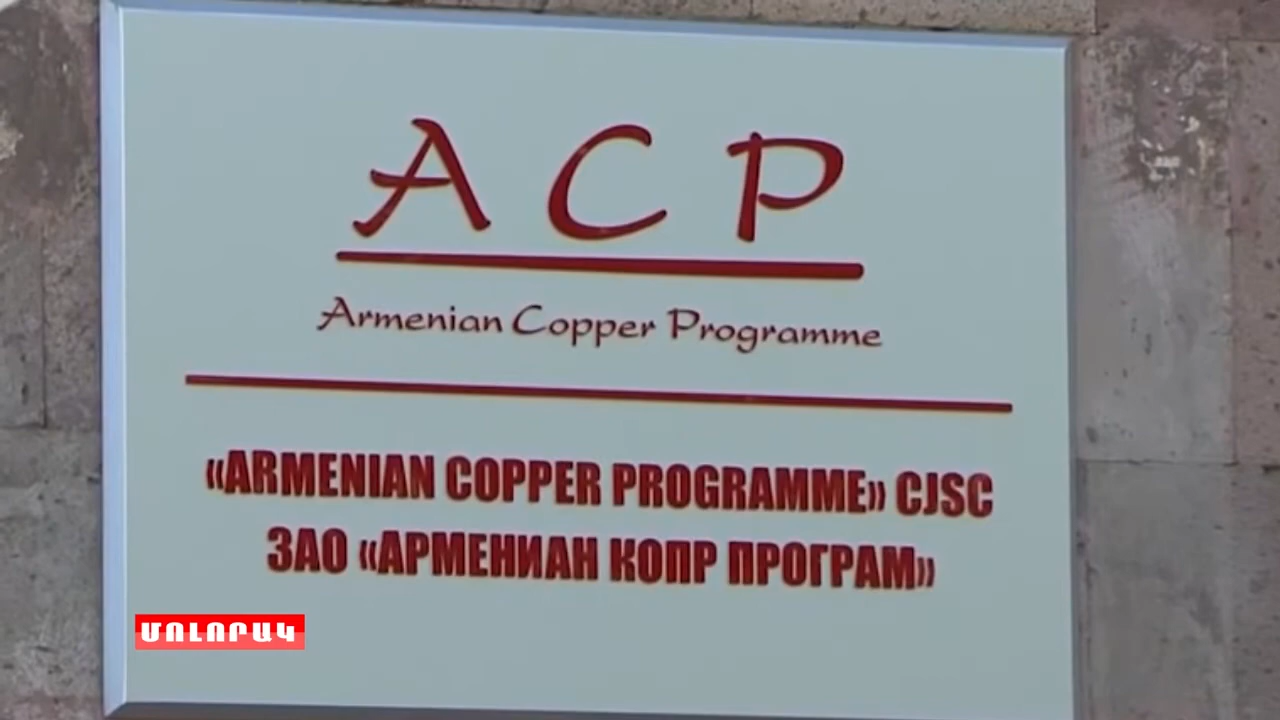 ACP
Armenian Copper Programme
«ARMENIAN COPPER PROGRAMME» CJSC
ЗАО «АРМЕНИАН КОПР ПРОГРАМ»
ՄՈԼՈՐԱԿ